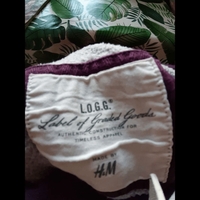 L.O.G.G.®
Label of Graded Goods
AUTHENTIC CONSTRUCTION FOR
TIMELESS APPAREL
MADE BY
H&M